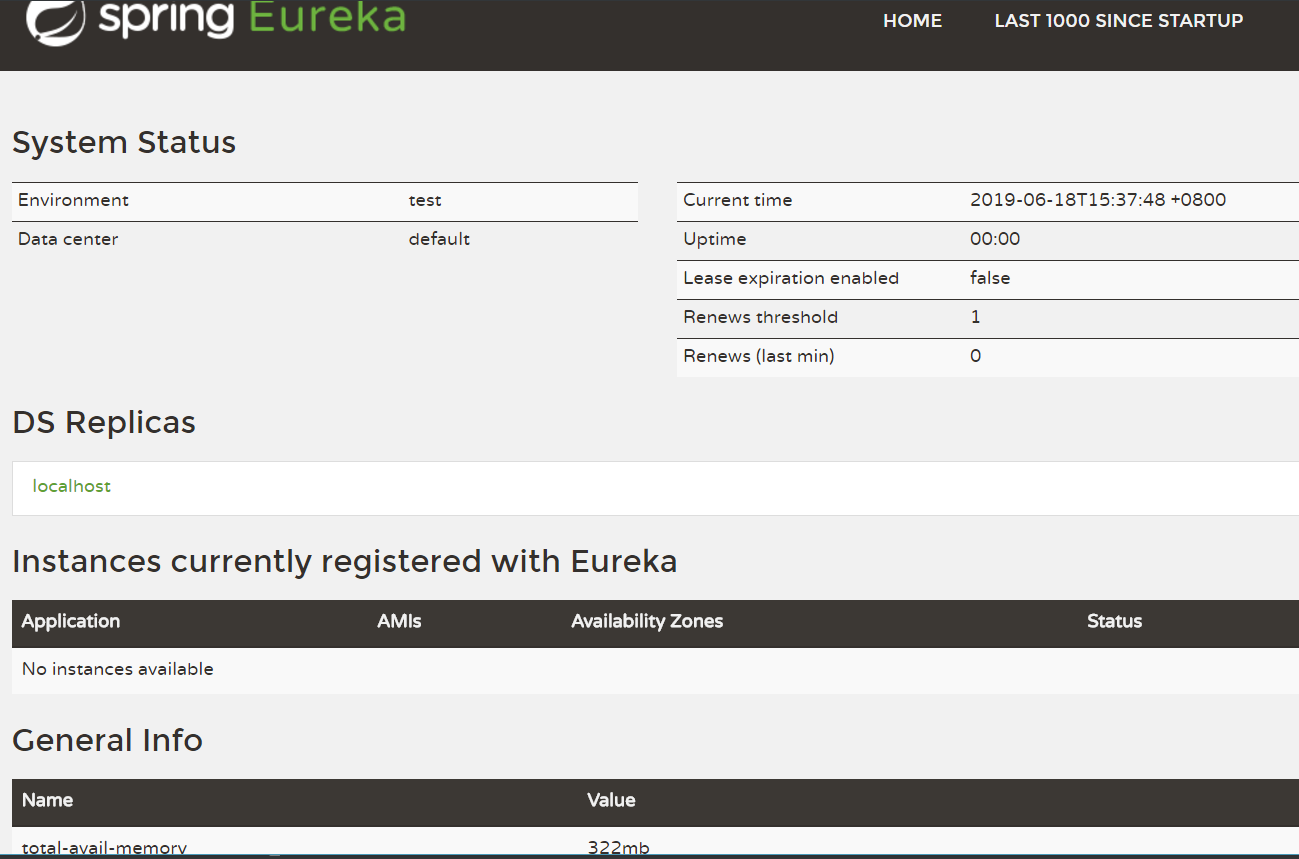 spring Eureka
HOME LAST 1000 SINCE STARTUP
System Status
Environment test
Data center default
Current time 2019-06-18T15:37:48 +0800
Uptime 00:00
Lease expiration enabled false
Renews threshold 1
Renews (last min) 0
DS Replicas
localhost
Instances currently registered with Eureka
Application AMIs Availability Zones Status
No instances available
General Info
Name Value
total-avail-memory 322mb